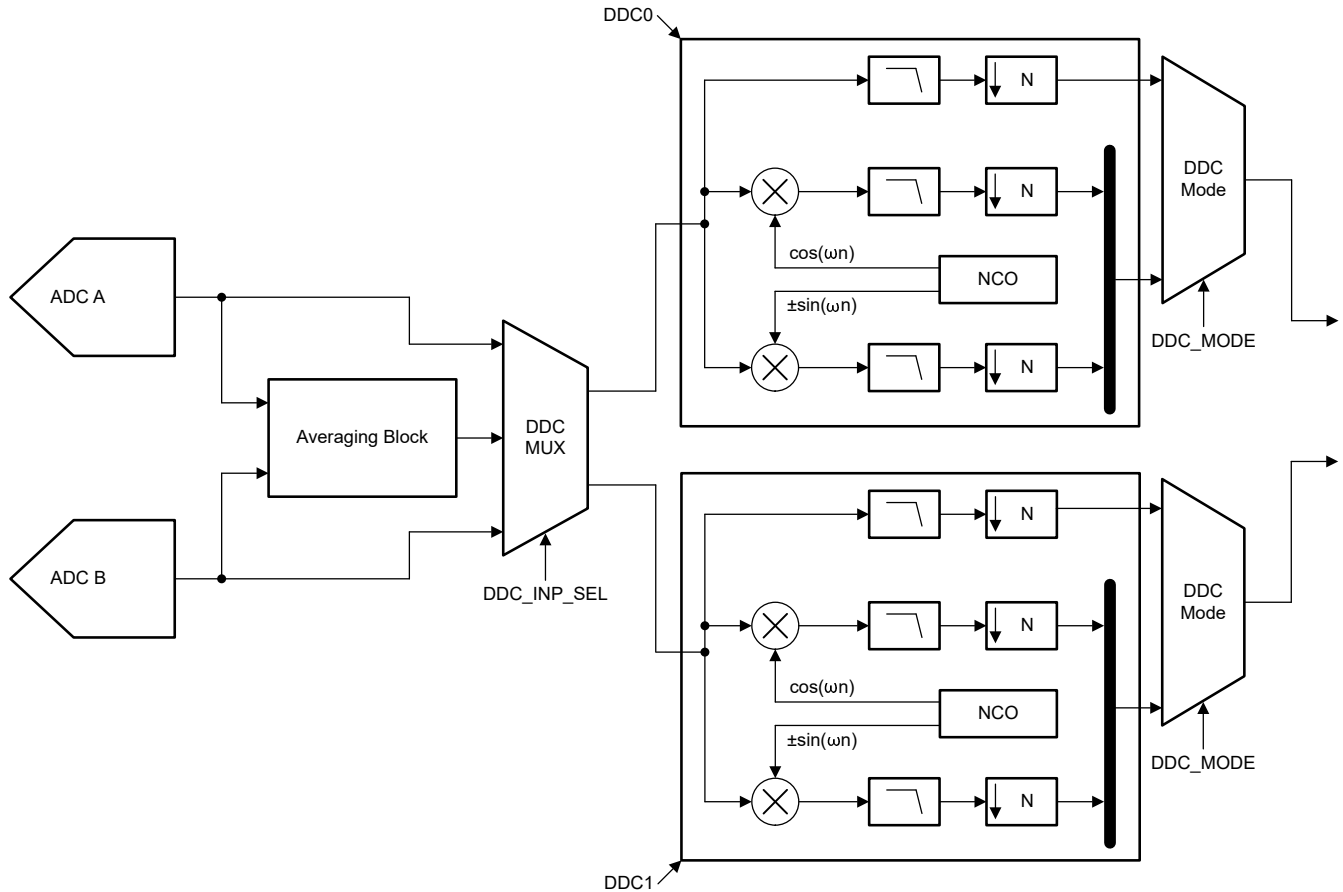 DDC0
N
DDC
Mode
N
cos(ωn)
NCO
±sin(ωn)
DDC_MODE
N
ADC A
Averaging Block
DDC
MUX
ADC B
DDC_INP_SEL
N
DDC
Mode
N
cos(ωn)
NCO
±sin(ωn)
DDC_MODE
N
DDC1